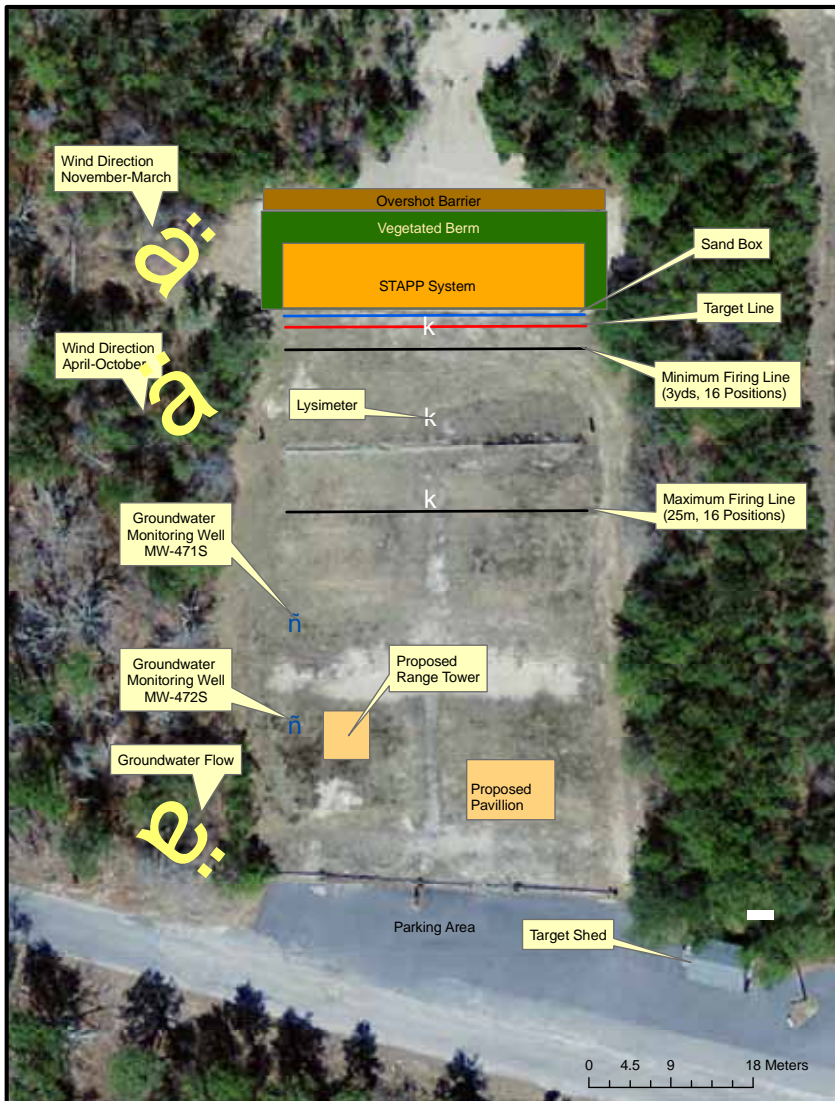 Wind Direction
November-March
ä
Overshot Barrier
Vegetated Berm
STAPP System
Sand Box
Target Line
k
Wind Direction
April-October
ä
Minimum Firing Line
(3yds, 16 Positions)
Lysimeter
k
k
Maximum Firing Line
(25m, 16 Positions)
Groundwater
Monitoring Well
MW-471S
ñ
Groundwater
Monitoring Well
MW-472S
ñ
Proposed
Range Tower
Groundwater Flow
ä
Proposed
Pavillion
Parking Area
Target Shed
0 4.5 9 18 Meters